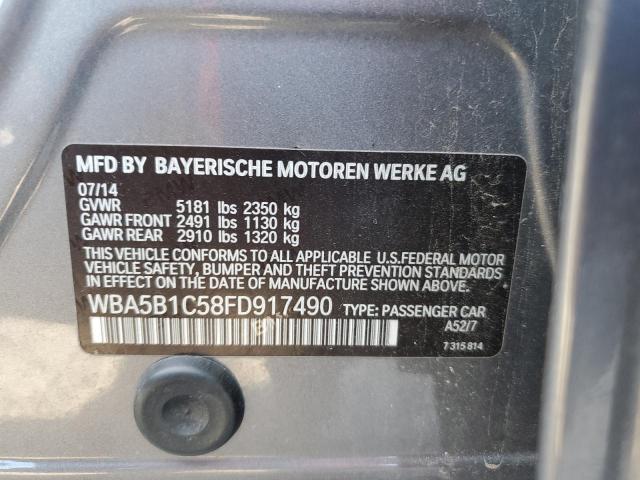 MFD BY BAYERISCHE MOTOREN WERKE AG
07/14
GVWR 5181 lbs 2350 kg
GAWR FRONT 2491 lbs 1130 kg
GAWR REAR 2910 lbs 1320 kg
THIS VEHICLE CONFORMS TO ALL APPLICABLE U.S.FEDERAL MOTOR
VEHICLE SAFETY, BUMPER AND THEFT PREVENTION STANDARDS
IN EFFECT ON THE DATE OF MANUFACTURE SHOWN ABOVE.
WBA5B1C58FD917490 TYPE: PASSENGER CAR
A52/7
7 315 814